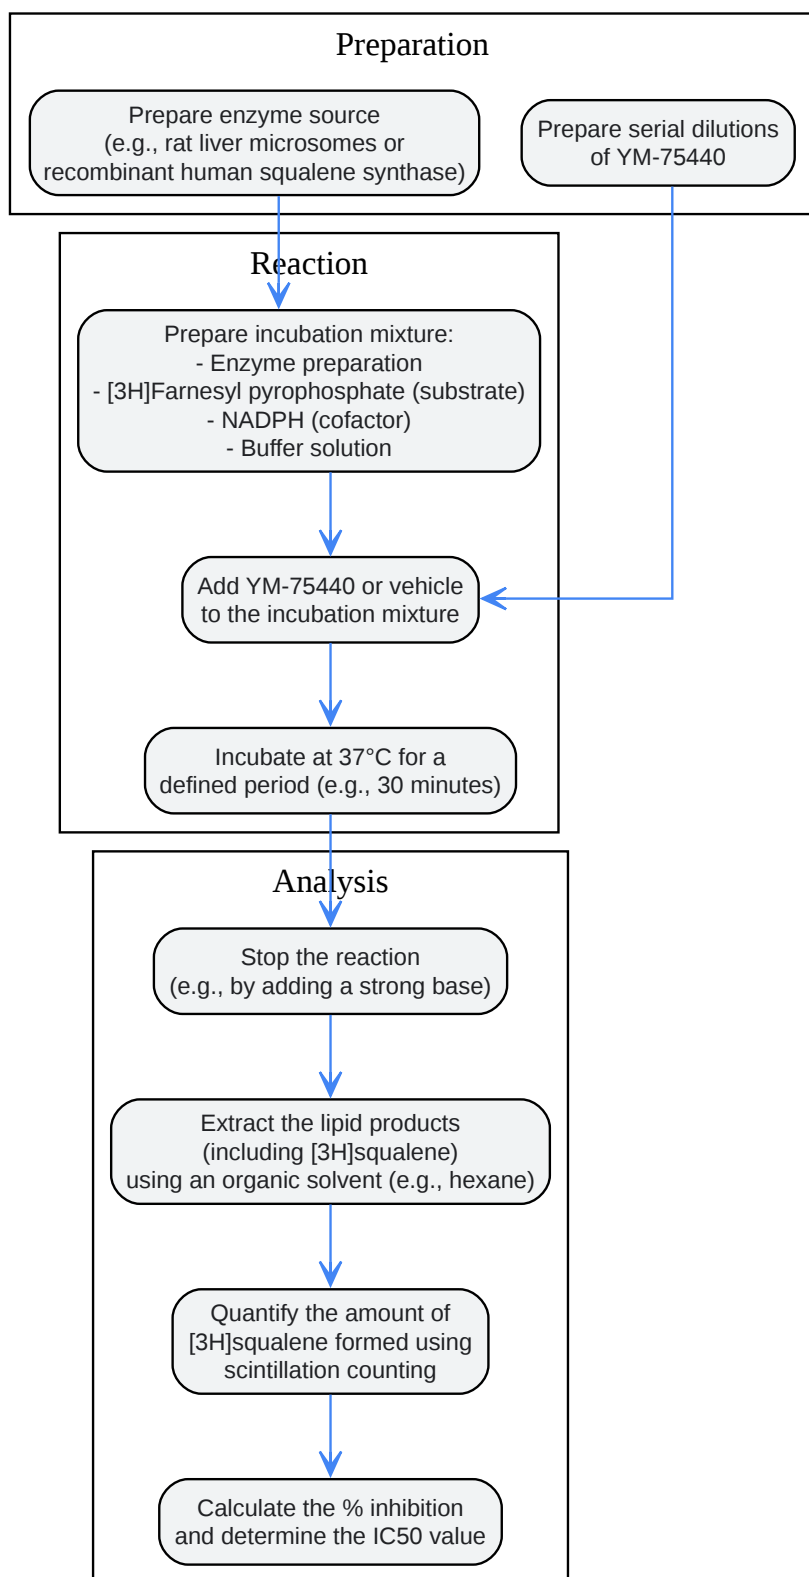 Preparation
Prepare enzyme source
(e.g., rat liver microsomes or
recombinant human squalene synthase)
Prepare serial dilutions
of YM-75440
Reaction
Prepare incubation mixture:
- Enzyme preparation
- [3H]Farnesyl pyrophosphate (substrate)
- NADPH (cofactor)
- Buffer solution
Add YM-75440 or vehicle
to the incubation mixture
Incubate at 37°C for a
defined period (e.g., 30 minutes)
Analysis
Stop the reaction
(e.g., by adding a strong base)
Extract the lipid products
(including [3H]squalene)
using an organic solvent (e.g., hexane)
Quantify the amount of
[3H]squalene formed using
scintillation counting
Calculate the % inhibition
and determine the IC50 value